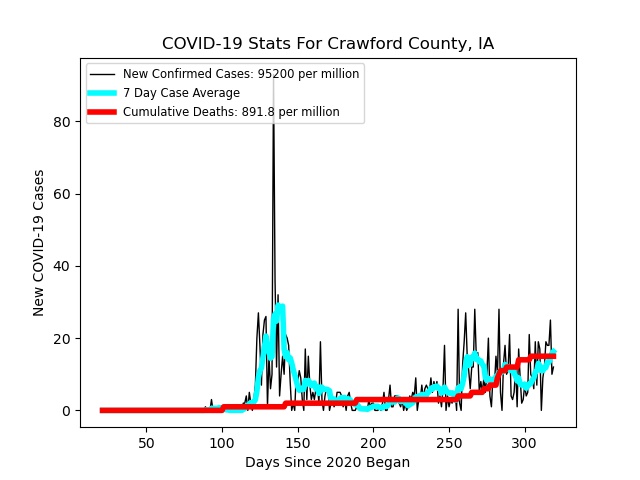 COVID-19 Stats For Crawford County, IA
New Confirmed Cases: 95200 per million
7 Day Case Average
Cumulative Deaths: 891.8 per million
80
60
40
20
0
New COVID-19 Cases
50 100 150 200 250 300
Days Since 2020 Began